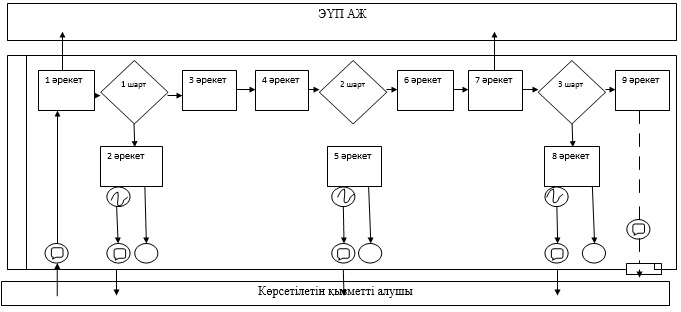 ЭҮП АЖ
1 әрекет
1 шарт
3 әрекет
4 әрекет
2 шарт
6 әрекет
7 әрекет
3 шарт
9 әрекет
2 әрекет
5 әрекет
8 әрекет
Көрсетілетін қызметті алушы